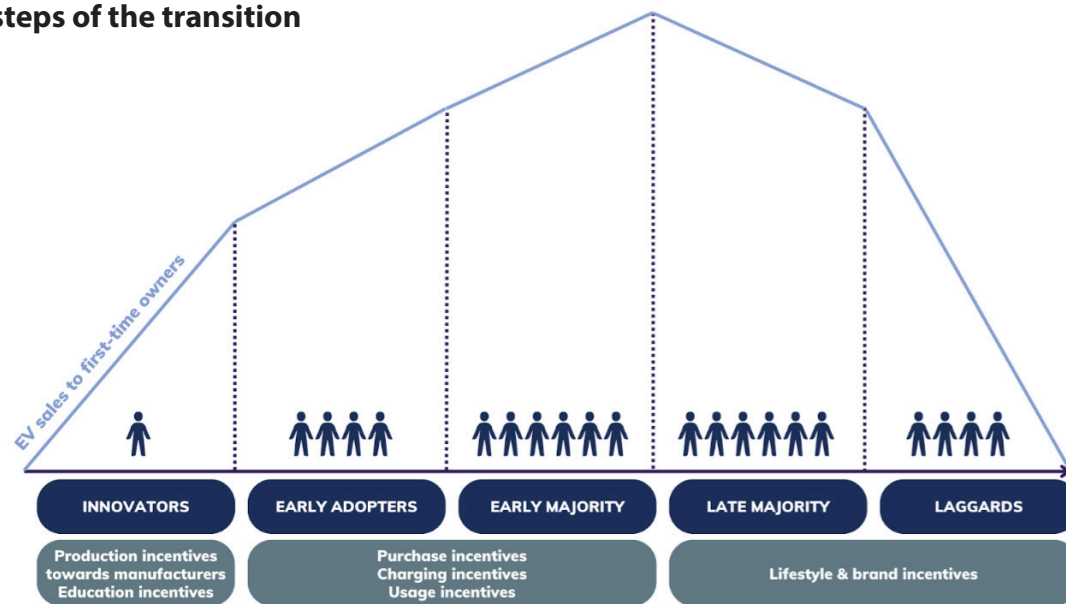 steps of the transition
EV sales to first-time owners
INNOVATORS
EARLY ADOPTERS
EARLY MAJORITY
LATE MAJORITY
LAGGARDS
Production incentives
towards manufacturers
Education incentives
Purchase incentives
Charging incentives
Usage incentives
Lifestyle & brand incentives